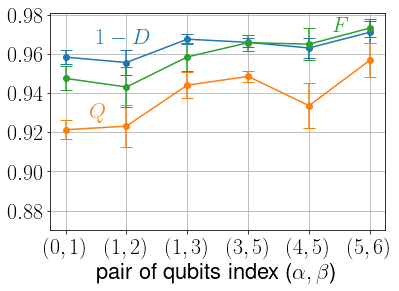 0.98
0.96
0.94
0.92
0.90
0.88
1 − D
F
Q
(0, 1) (1, 2) (1, 3) (3, 5) (4, 5) (5, 6)
pair of qubits index (α, β)